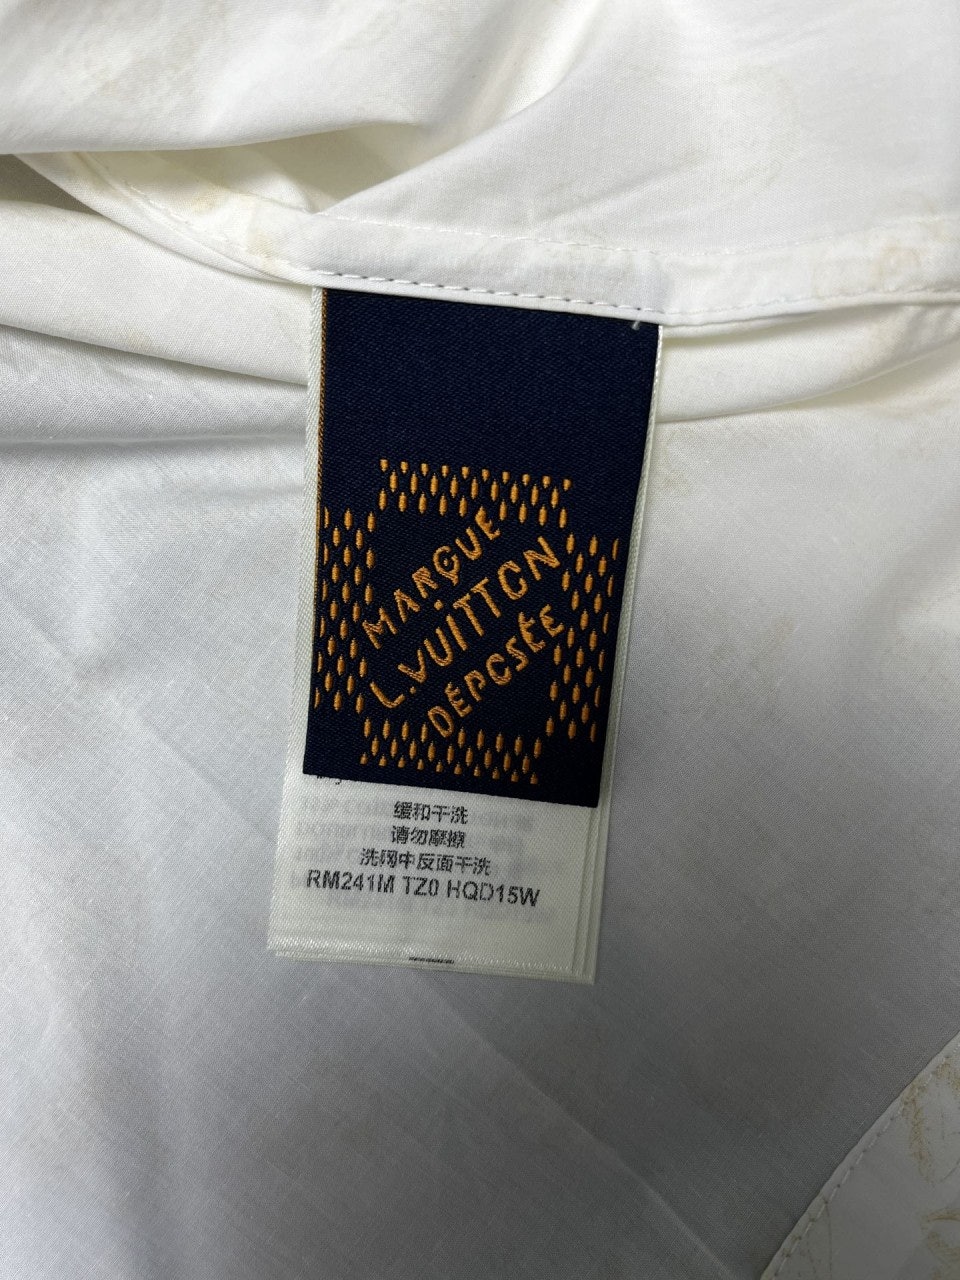 MARQUE
L.VUITTON
DÉPOSÉE
缓和干洗
请勿摩擦
洗网中反面干洗
RM241M TZ0 HQD15W